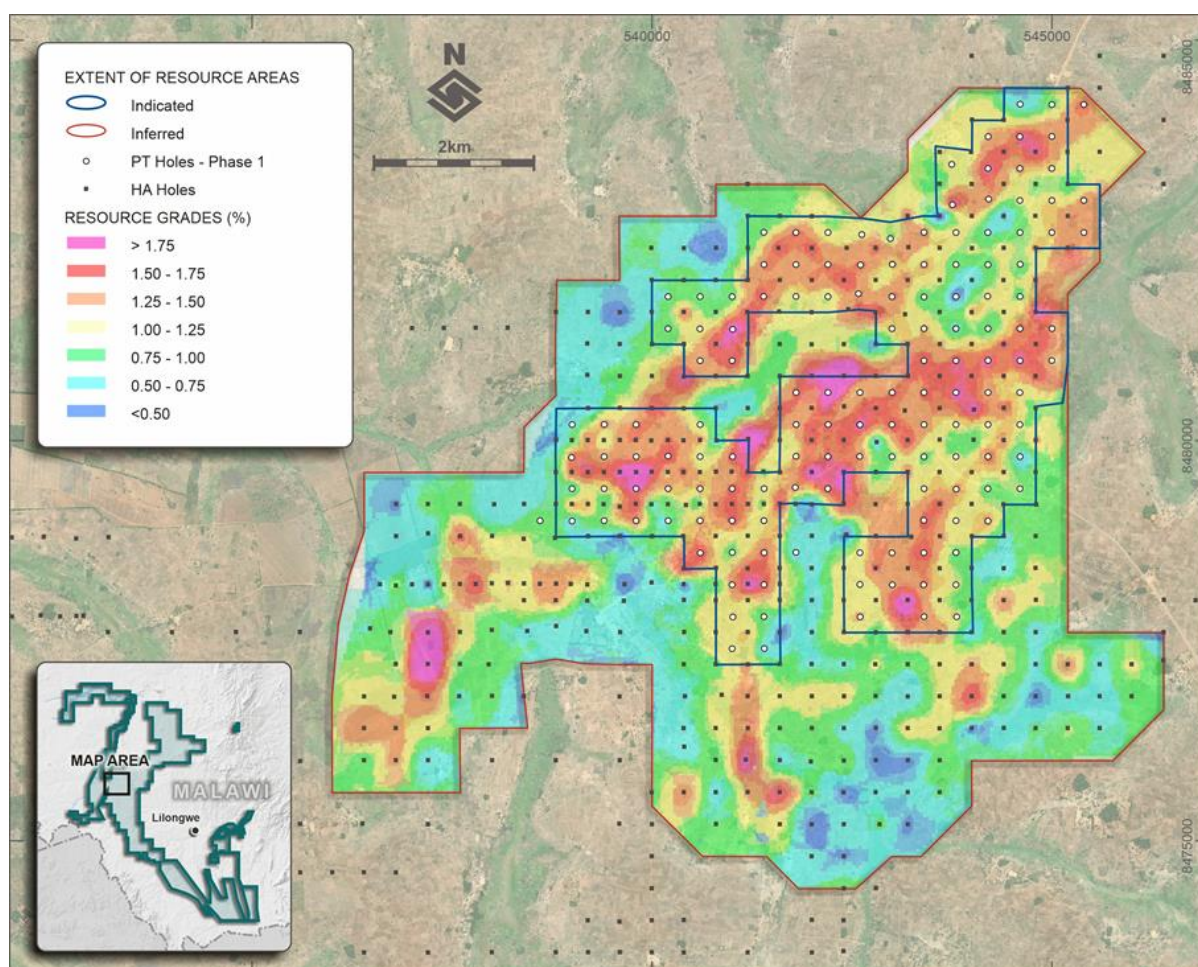 540000
545000
8485000
EXTENT OF RESOURCE AREAS
Indicated
Inferred
PT Holes - Phase 1
HA Holes
RESOURCE GRADES (%)
> 1.75
1.50 - 1.75
1.25 - 1.50
1.00 - 1.25
0.75 - 1.00
0.50 - 0.75
<0.50
N
2km
8480000
MAP AREA
MALAWI
Lilongwe
8475000